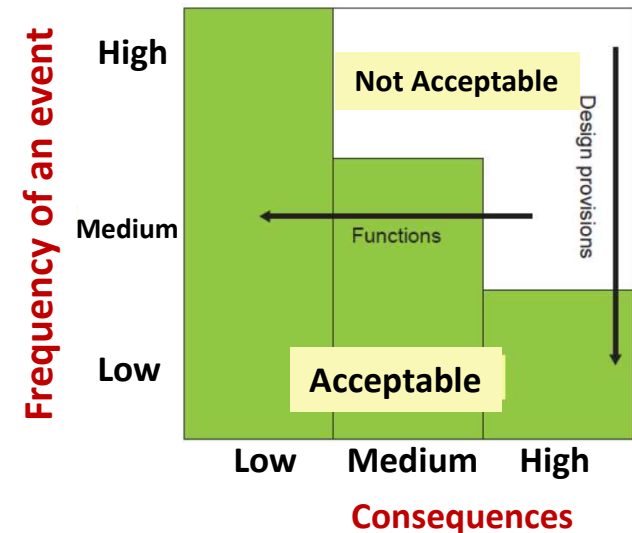 Frequency of an event
High
Medium
Low
Not Acceptable
Design provisions
Functions
Acceptable
Low Medium High
Consequences